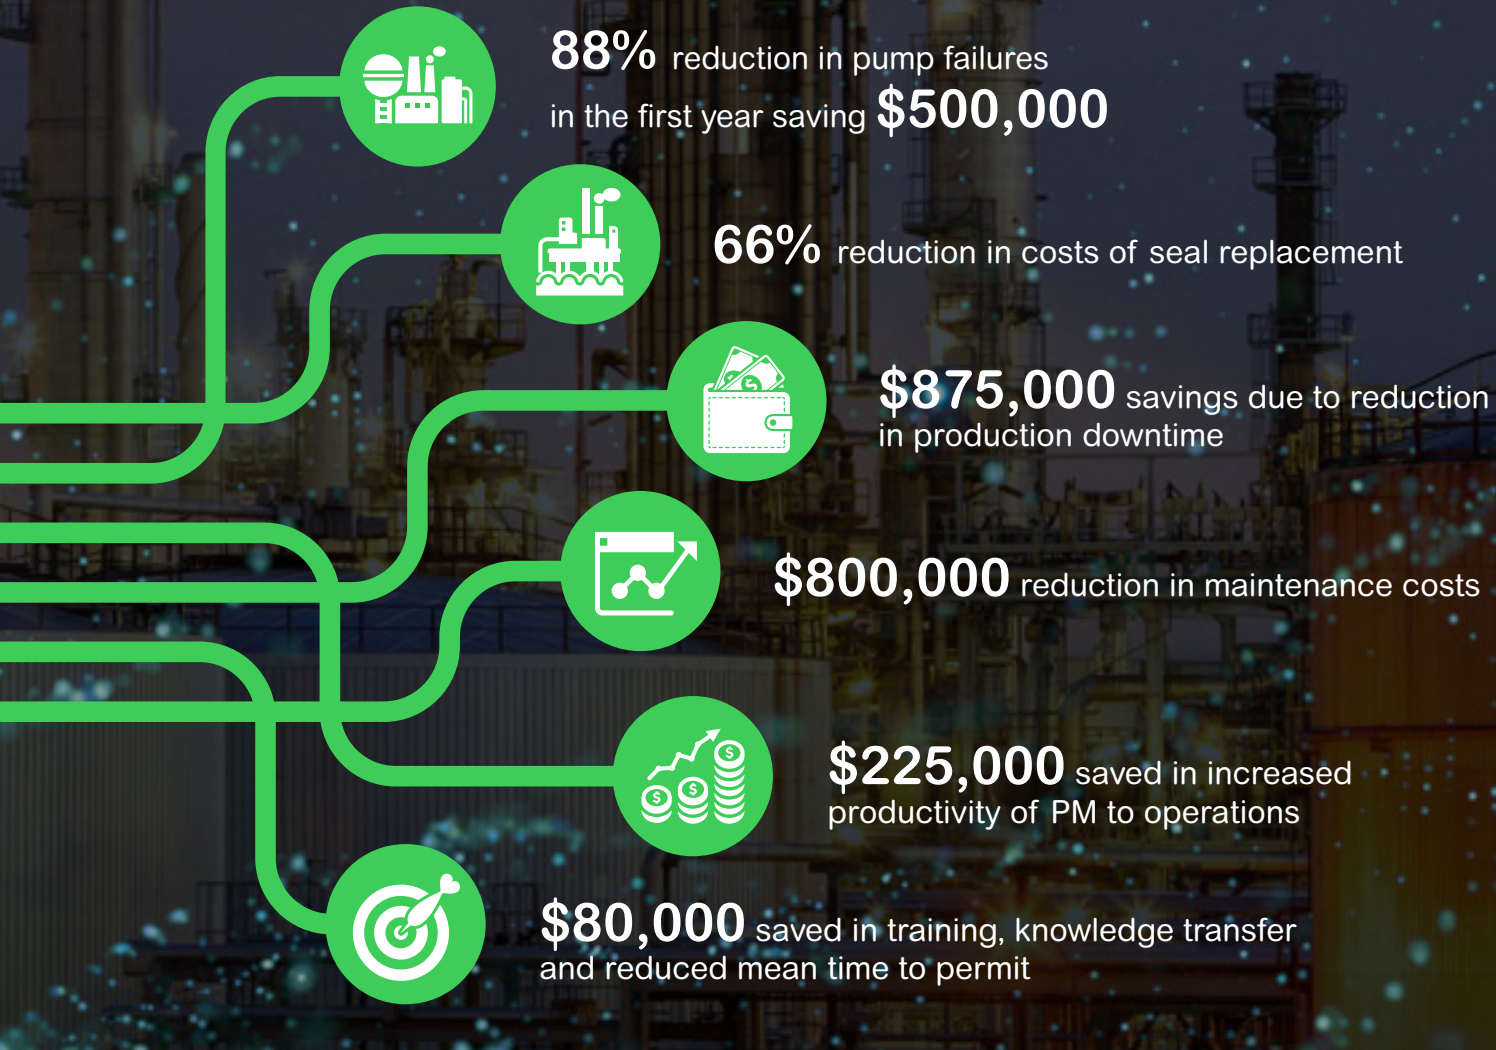 88% reduction in pump failures
in the first year saving $500,000
66% reduction in costs of seal replacement
$875,000 savings due to reduction
in production downtime
$800,000 reduction in maintenance costs
$225,000 saved in increased
productivity of PM to operations
$80,000 saved in training, knowledge transfer
and reduced mean time to permit